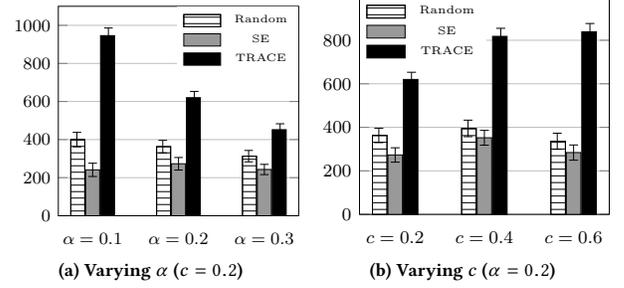 1000
800
600
400
200
0
Random
SE
TRACE
α = 0.1 α = 0.2 α = 0.3
(a) Varying α (c = 0.2)
800
600
400
200
0
Random
SE
TRACE
c = 0.2 c = 0.4 c = 0.6
(b) Varying c (α = 0.2)